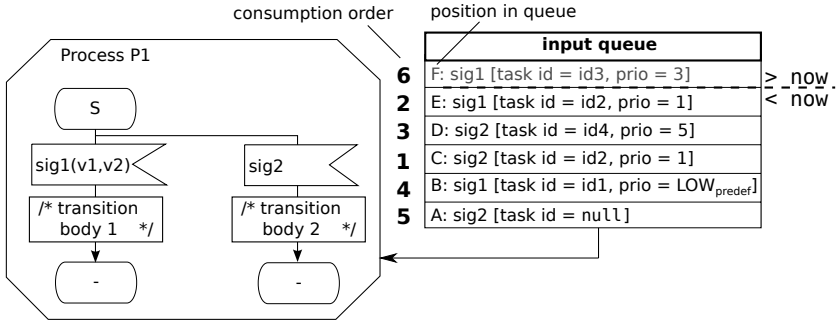 consumption order
position in queue
Process P1
S
sig1(v1,v2)
sig2
/* transition
body 1 */
/* transition
body 2 */
-
-
input queue
6 F: sig1 [task id = id3, prio = 3] > now
2 E: sig1 [task id = id2, prio = 1] < now
3 D: sig2 [task id = id4, prio = 5]
1 C: sig2 [task id = id2, prio = 1]
4 B: sig1 [task id = id1, prio = LOWpredef]
5 A: sig2 [task id = null]